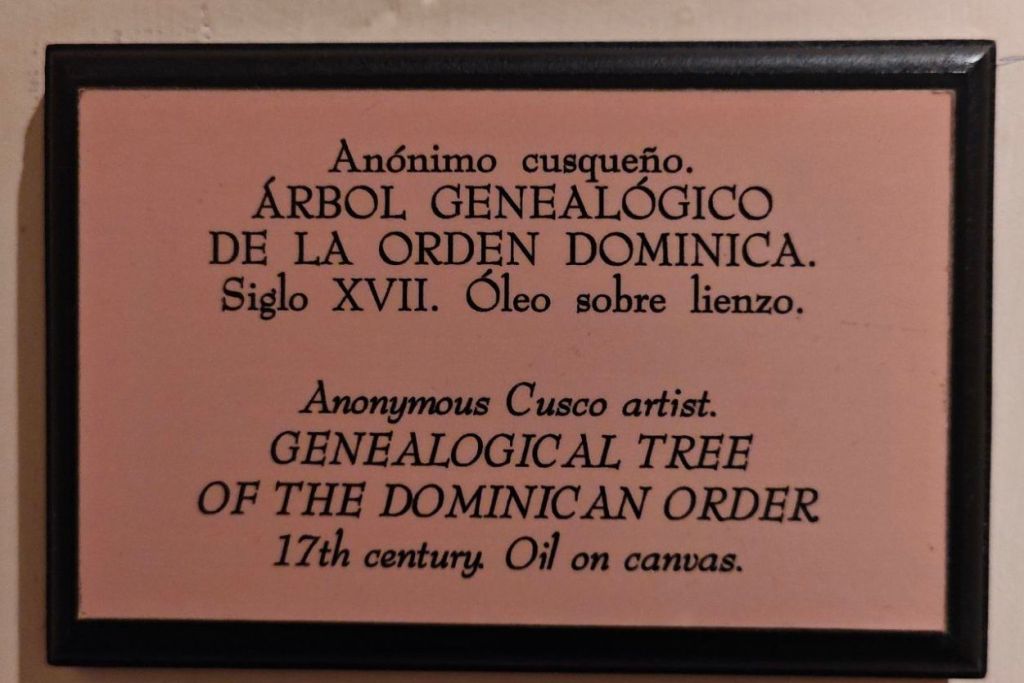 Anónimo cusqueño.
ÁRBOL GENEALÓGICO
DE LA ORDEN DOMINICA.
Siglo XVII. Óleo sobre lienzo.
Anonymous Cusco artist.
GENEALOGICAL TREE
OF THE DOMINICAN ORDER
17th century. Oil on canvas.